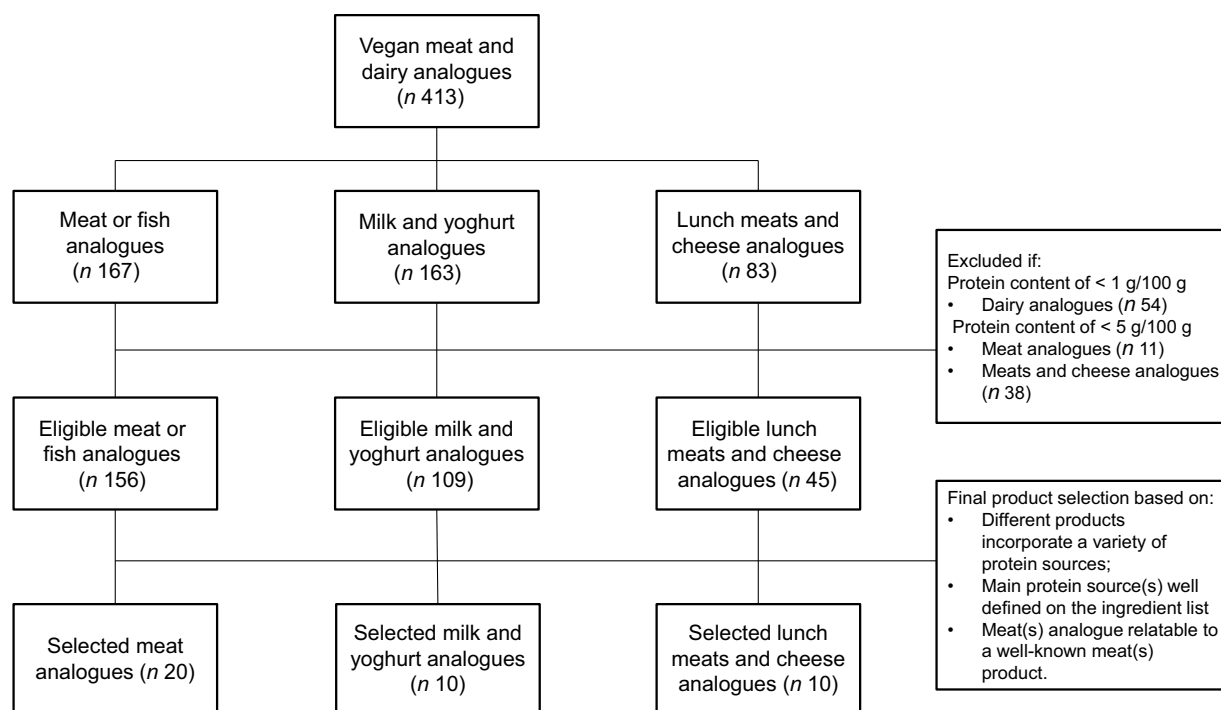 Vegan meat and
dairy analogues
(n 413)
Meat or fish
analogues
(n 167)
Milk and yoghurt
analogues
(n 163)
Lunch meats and
cheese analogues
(n 83)
Excluded if:
Protein content of < 1 g/100 g
• Dairy analogues (n 54)
Protein content of < 5 g/100 g
• Meat analogues (n 11)
• Meats and cheese analogues
(n 38)
Eligible meat or
fish analogues
(n 156)
Eligible milk and
yoghurt analogues
(n 109)
Eligible lunch
meats and cheese
analogues (n 45)
Final product selection based on:
• Different products
incorporate a variety of
protein sources;
• Main protein source(s) well
defined on the ingredient list
• Meat(s) analogue relatable to
a well-known meat(s)
product.
Selected meat
analogues (n 20)
Selected milk and
yoghurt analogues
(n 10)
Selected lunch
meats and cheese
analogues (n 10)